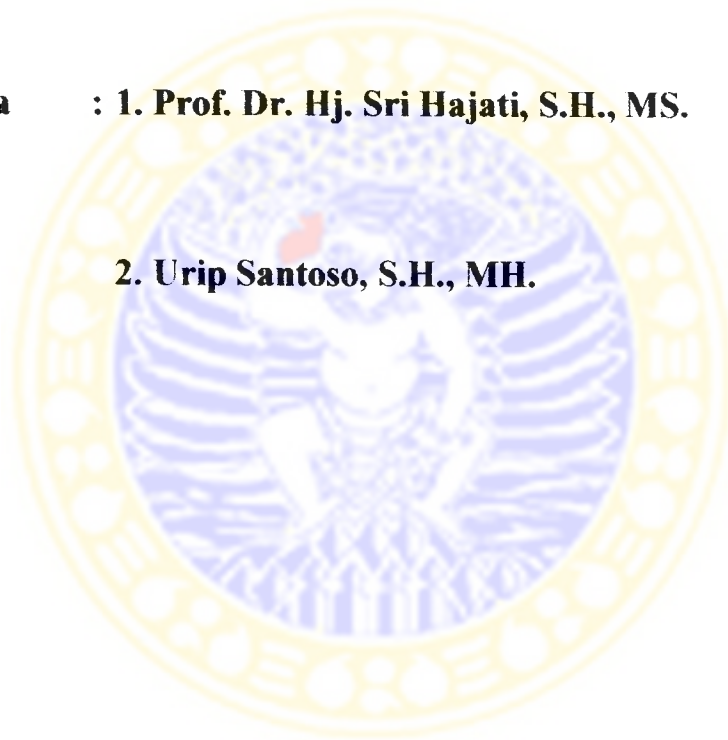 a : 1. Prof. Dr. Hj. Sri Hajati, S.H., MS.
2. Urip Santoso, S.H., MH.